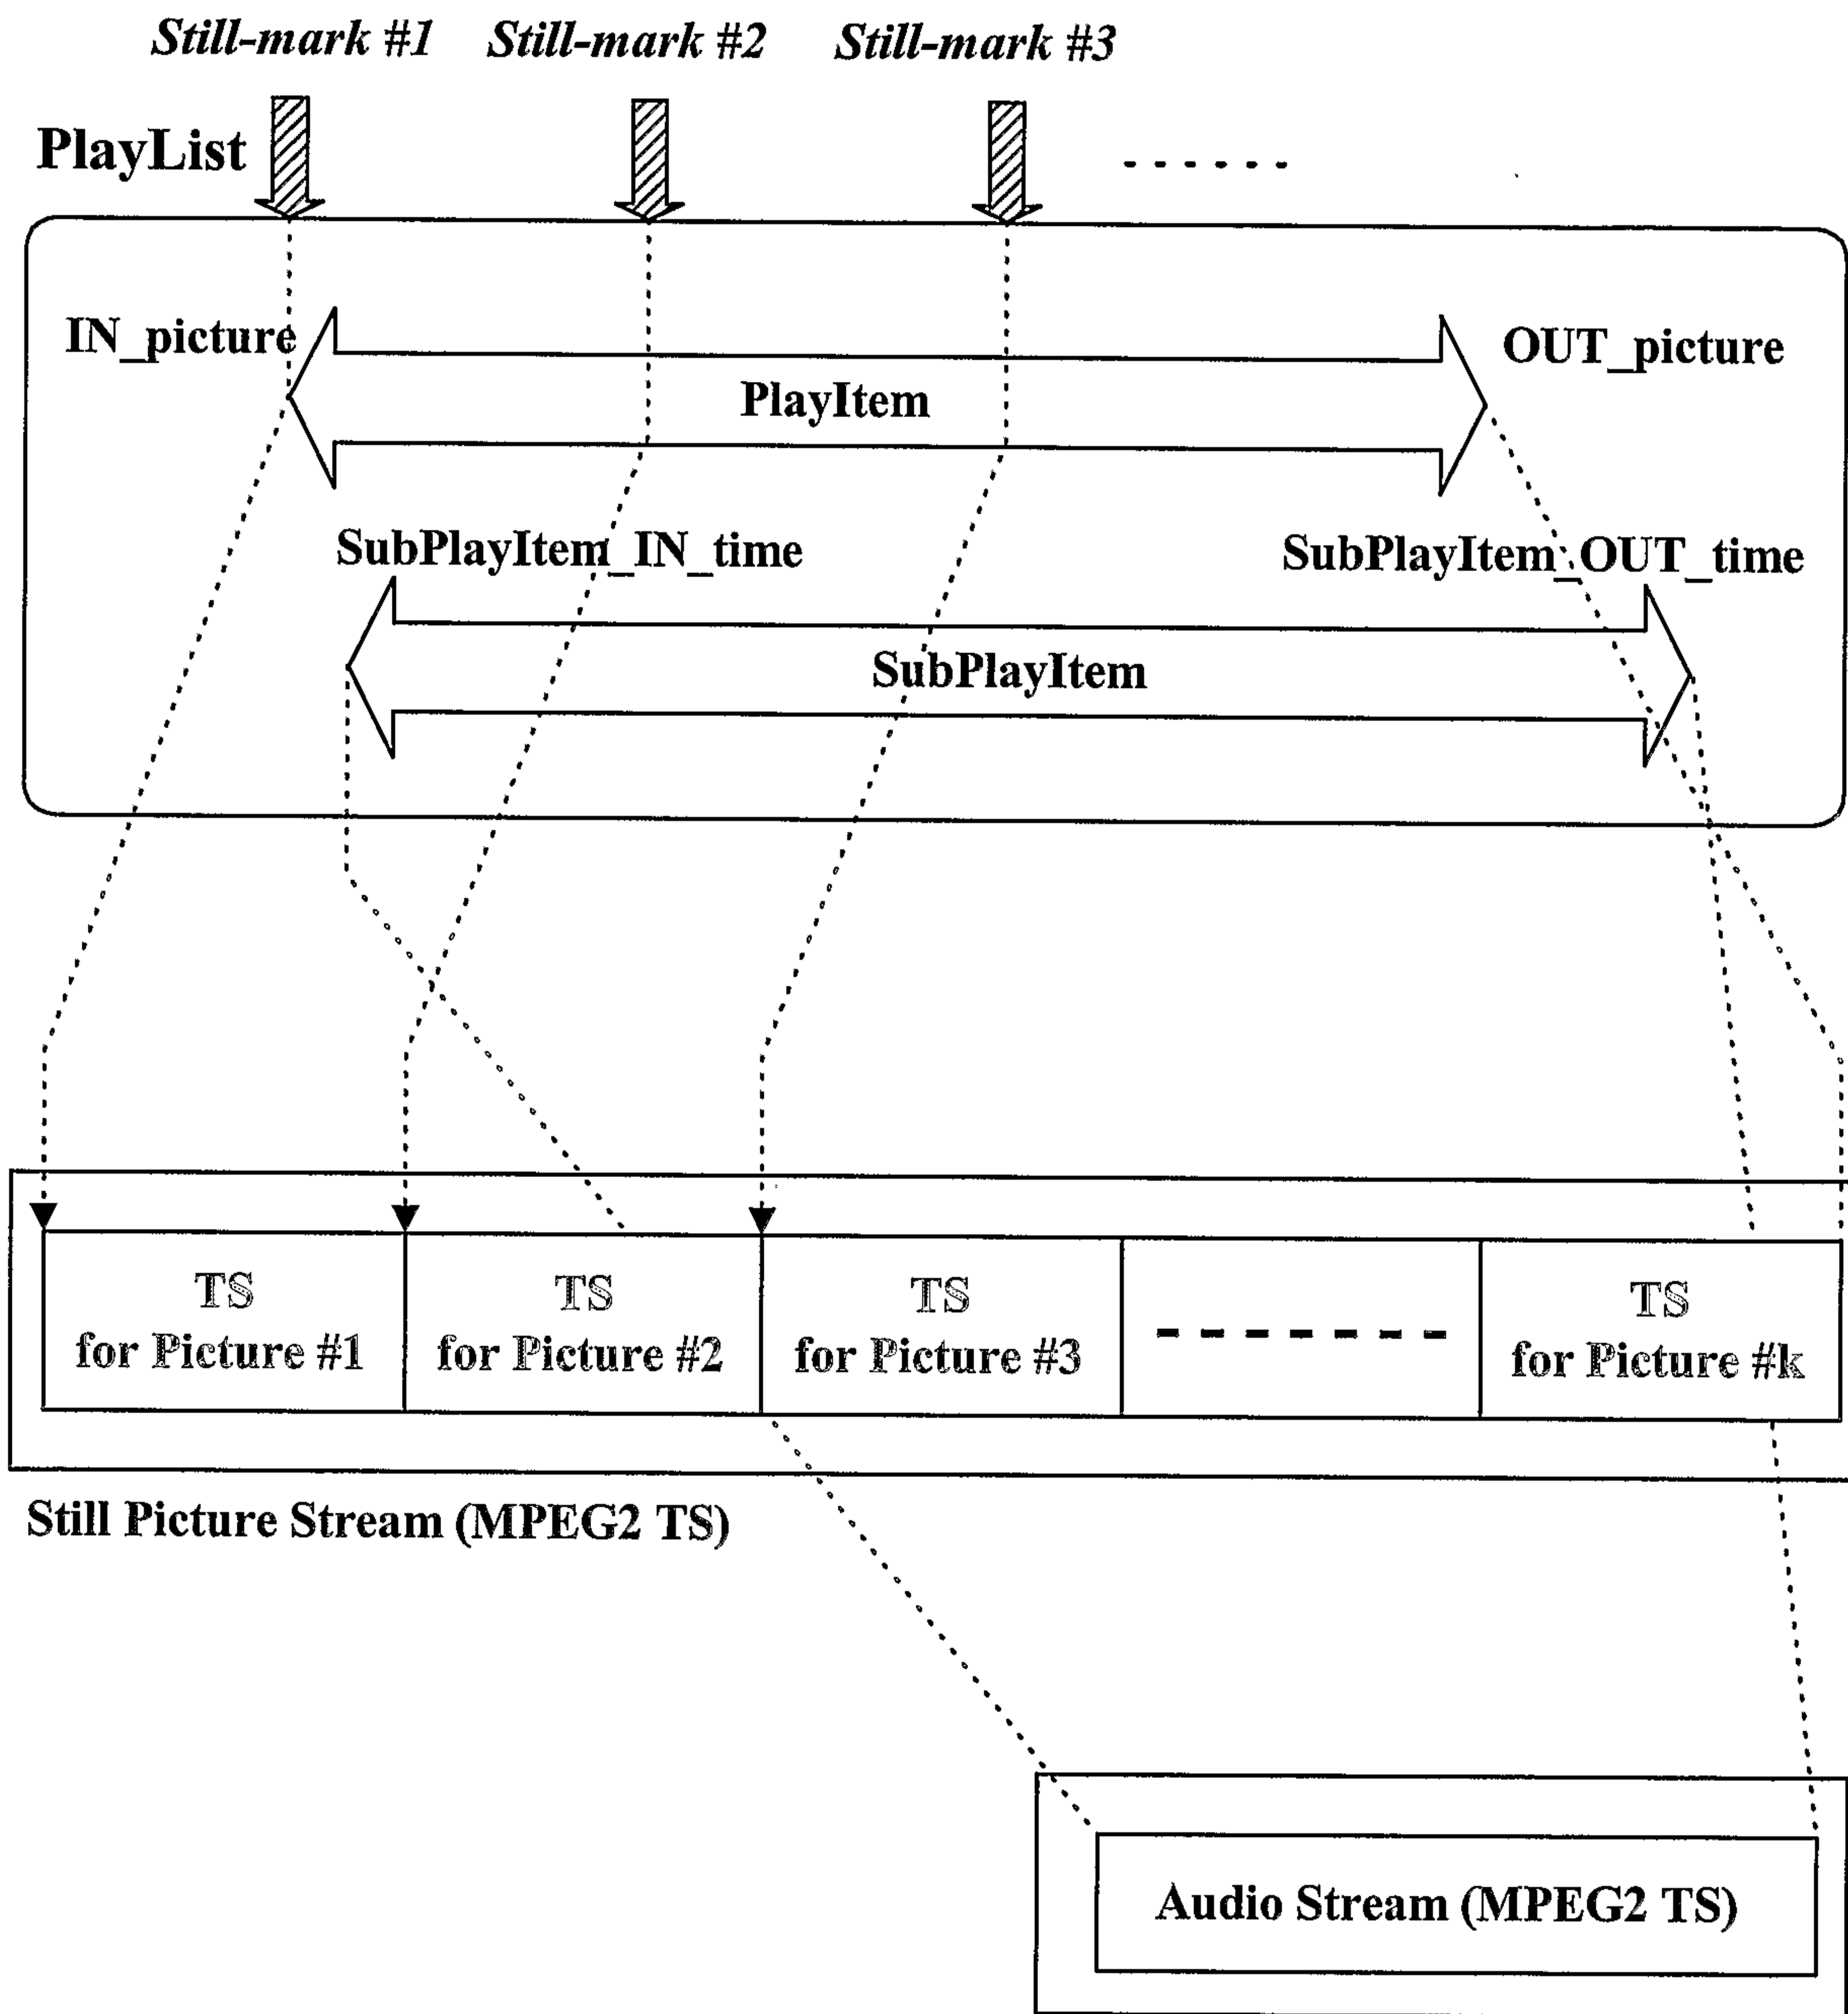 Still-mark #1 Still-mark #2 Still-mark #3
PlayList
IN_picture
OUT_picture
PlayItem
SubPlayItem_IN_time
SubPlayItem_OUT_time
SubPlayItem
TS
for Picture #1
TS
for Picture #2
TS
for Picture #3
TS
for Picture #k
Still Picture Stream (MPEG2 TS)
Audio Stream (MPEG2 TS)